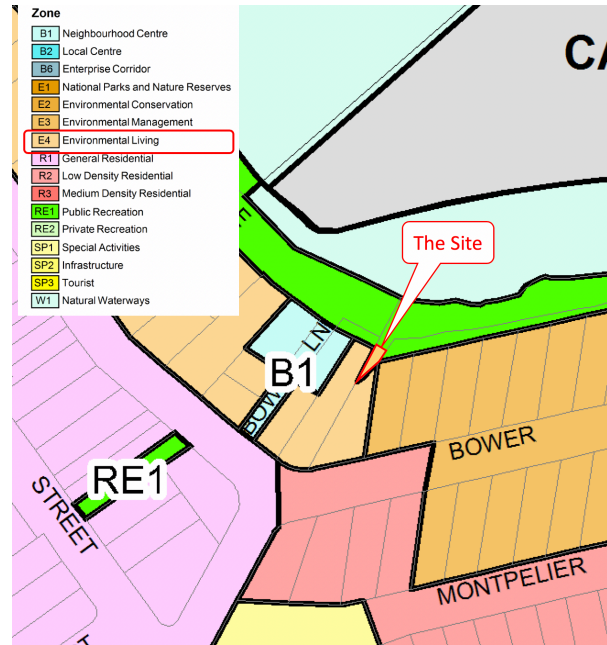 Zone
B1 Neighbourhood Centre
B2 Local Centre
B6 Enterprise Corridor
E1 National Parks and Nature Reserves
E2 Environmental Conservation
E3 Environmental Management
E4 Environmental Living
R1 General Residential
R2 Low Density Residential
R3 Medium Density Residential
RE1 Public Recreation
RE2 Private Recreation
SP1 Special Activities
SP2 Infrastructure
SP3 Tourist
W1 Natural Waterways
CA
The Site
LN
B1
BOW
BOWER
RE1
STREET
MONTPELIER